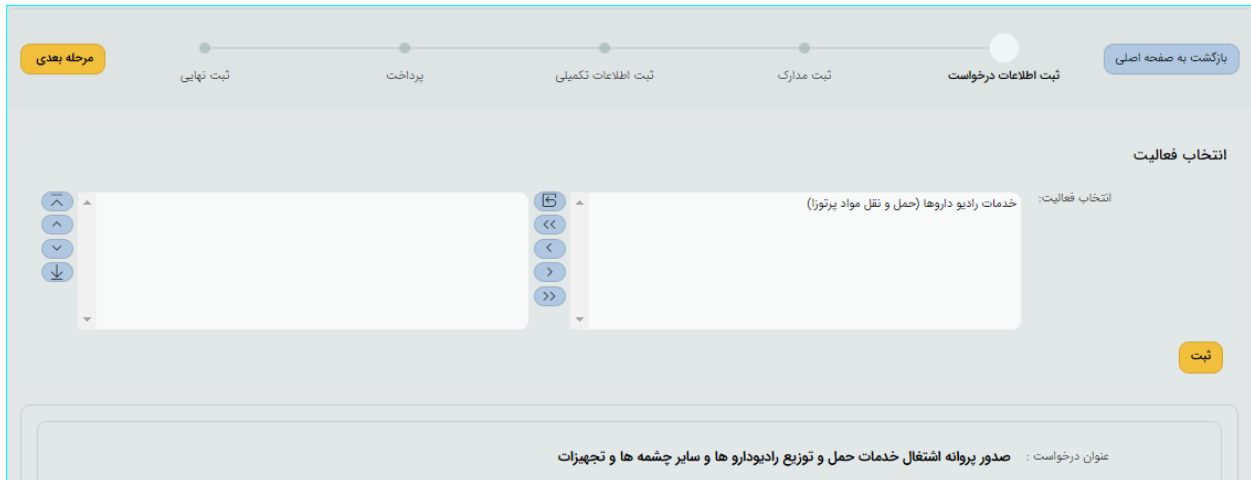 بازگشت به صفحه اصلی
ثبت اطلاعات درخواست
ثبت مدارک
ثبت اطلاعات تکمیلی
پرداخت
ثبت نهایی
مرحله بعدی
انتخاب فعالیت
انتخاب فعالیت:
خدمات رادیو داروها (حمل و نقل مواد پرتوزا)
ثبت
عنوان درخواست : صدور پروانه اشتغال خدمات حمل و توزیع رادیودارو ها و سایر چشمه ها و تجهیزات